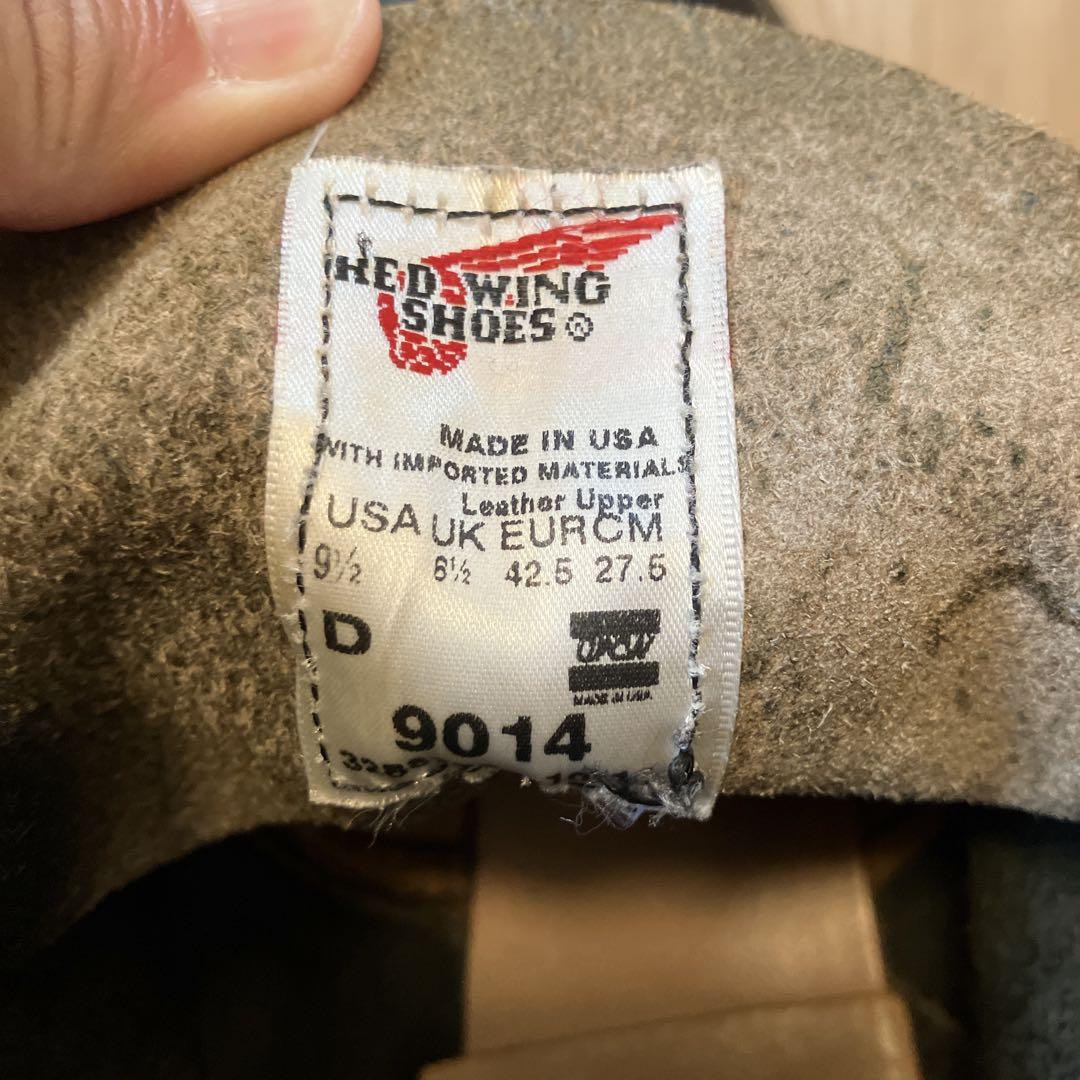 RED WING
SHOES ®
MADE IN USA
WITH IMPORTED MATERIALS
Leather Upper
USA UK EUR CM
9½ 8½ 42.5 27.5
D
MADE IN U.S.A.
9014